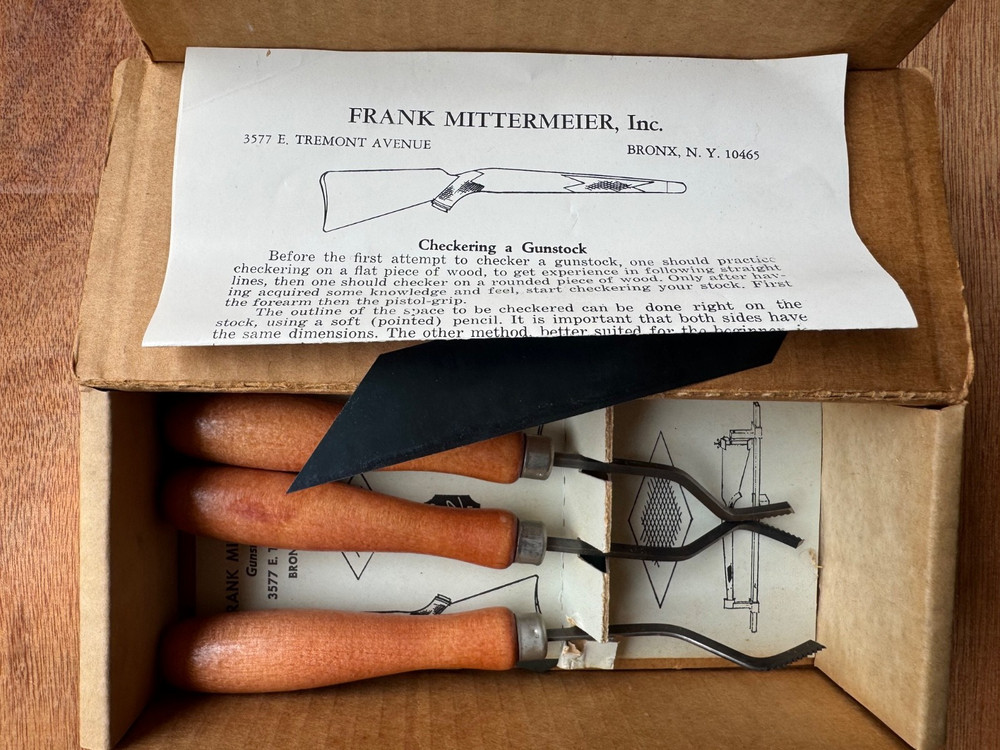 FRANK MITTERMEIER, Inc.
3577 E. TREMONT AVENUE
BRONX, N. Y. 10465
Checkering a Gunstock
Before the first attempt to checker a gunstock, one should practice
checkering on a flat piece of wood, to get experience in following straight
lines, then one should checker on a rounded piece of wood. Only after hav-
ing acquired some knowledge and feel, start checkering your stock. First
the forearm then the pistol-grip.
The outline of the space to be checkered can be done right on the
stock, using a soft (pointed) pencil. It is important that both sides have
the same dimensions. The other method, better suited for the beginner is
RANK MI
Gunst
3577 E. T
BRON